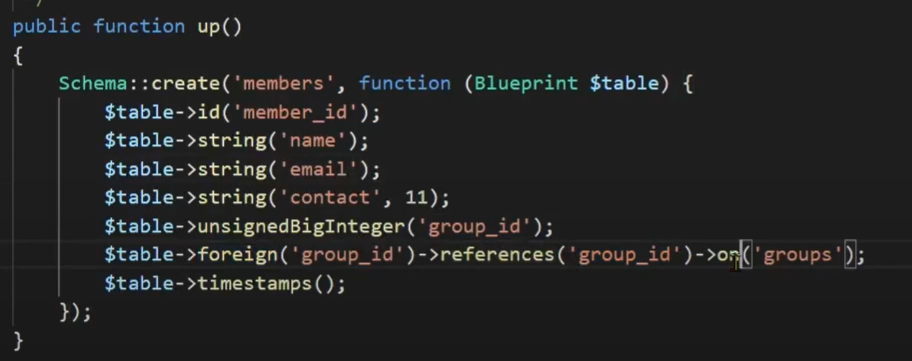 */
public function up()
{
    Schema::create('members', function (Blueprint $table) {
        $table->id('member_id');
        $table->string('name');
        $table->string('email');
        $table->string('contact', 11);
        $table->unsignedBigInteger('group_id');
        $table->foreign('group_id')->references('group_id')->on('groups');
        $table->timestamps();
    });
}